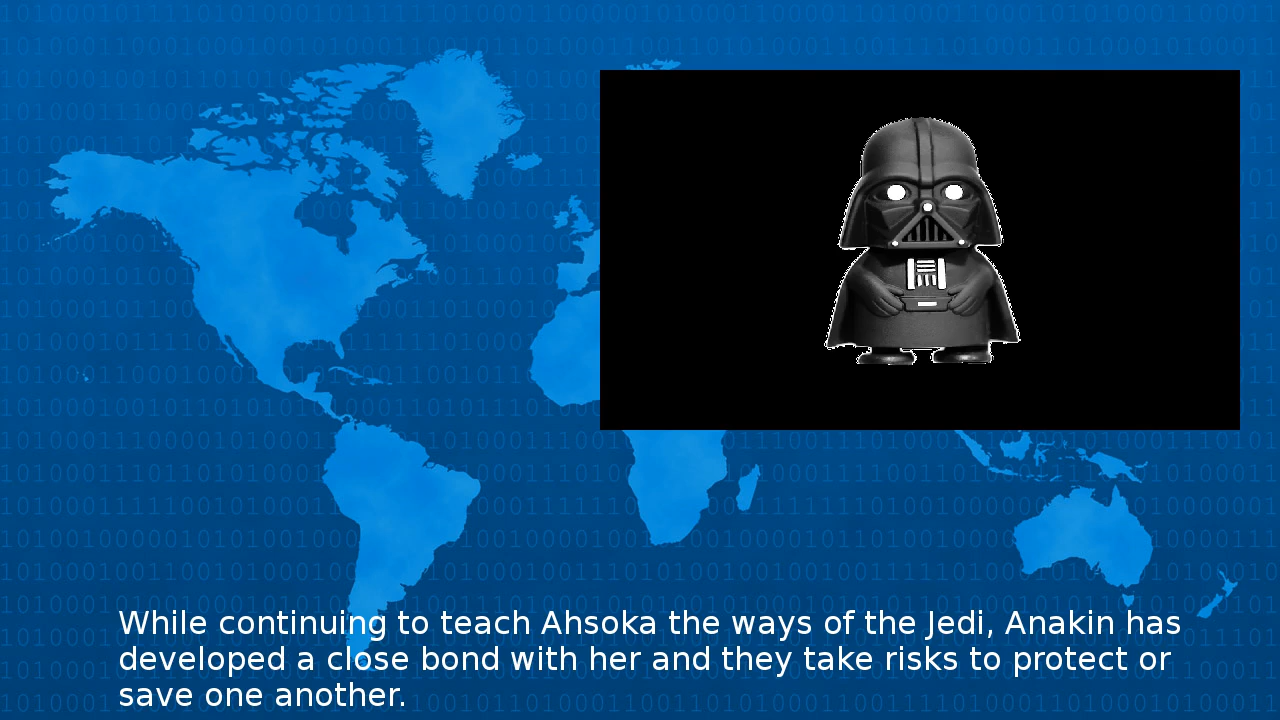 While continuing to teach Ahsoka the ways of the Jedi, Anakin has
developed a close bond with her and they take risks to protect or
save one another.